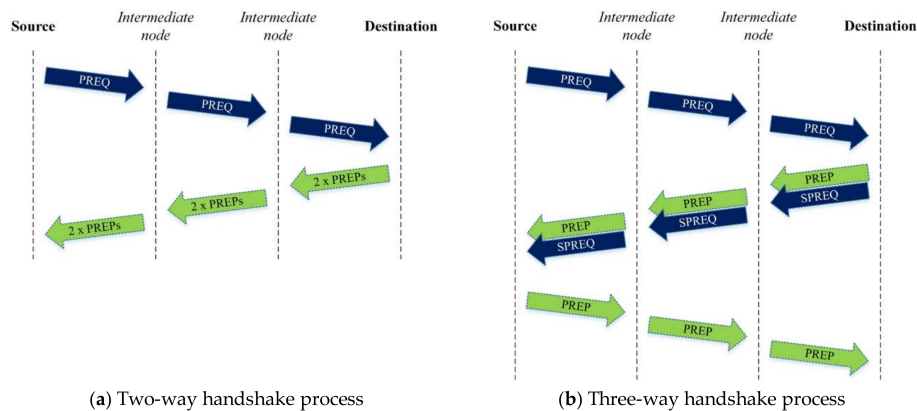 Source
Intermediate
node
Intermediate
node
Destination
PREQ
PREQ
PREQ
2 x PREPs
2 x PREPs
2 x PREPs
(a) Two-way handshake process
Source
Intermediate
node
Intermediate
node
Destination
PREQ
PREQ
PREQ
PREP
SPREQ
PREP
SPREQ
PREP
SPREQ
PREP
PREP
PREP
(b) Three-way handshake process